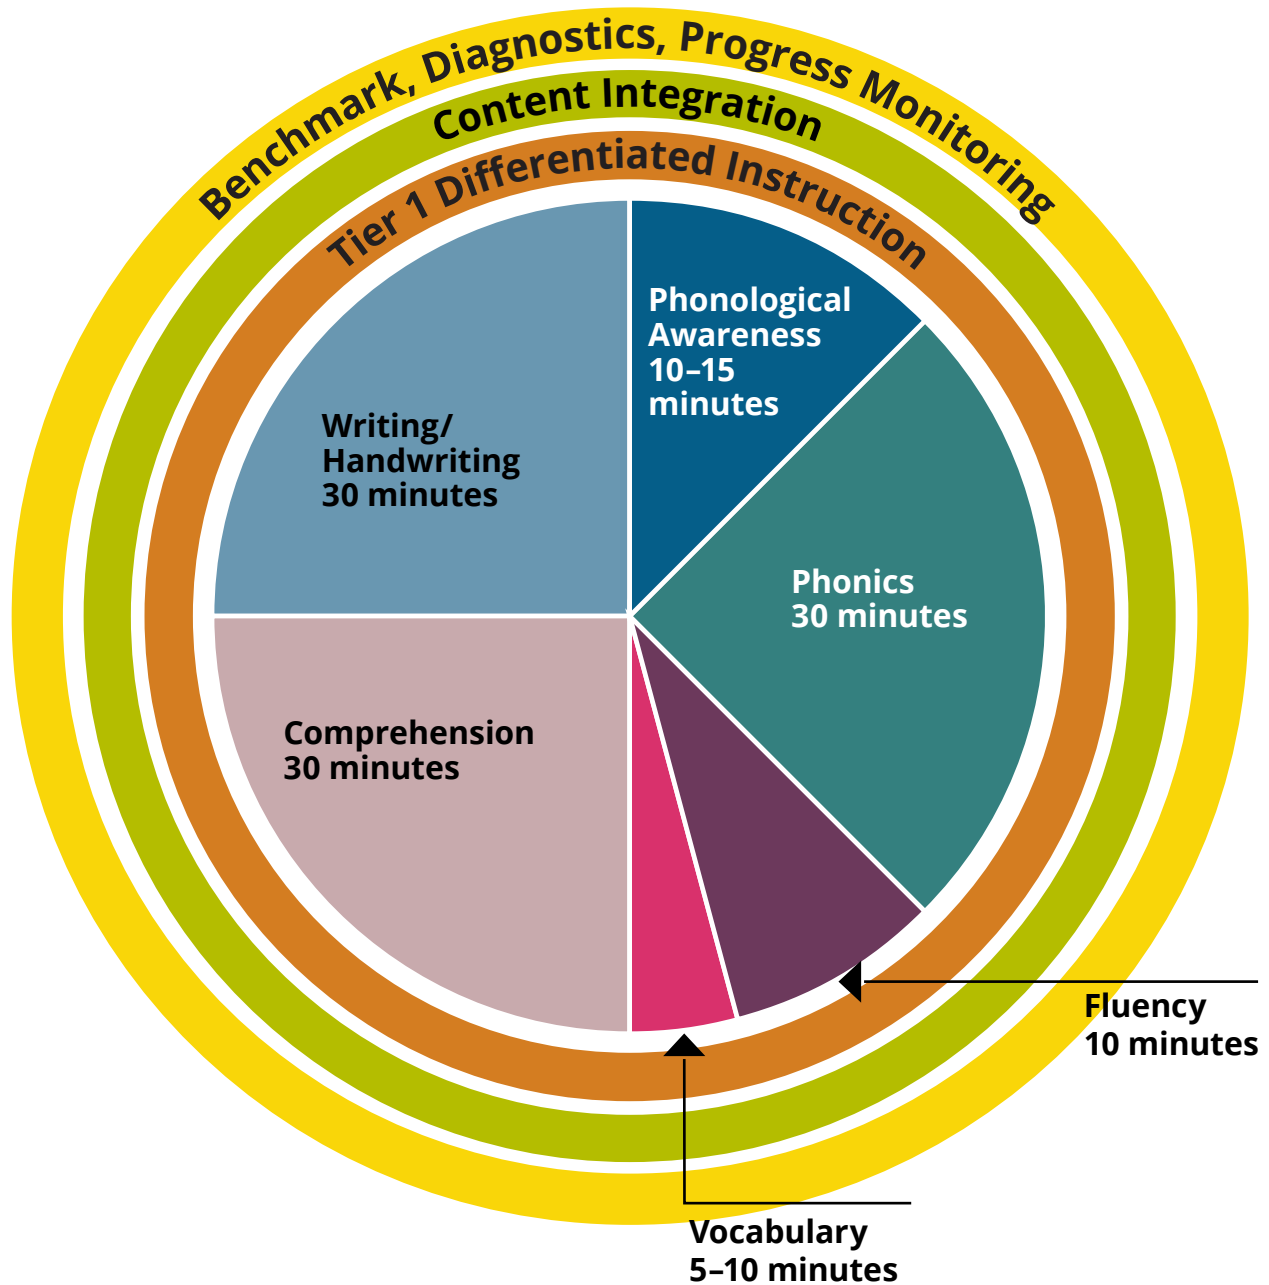 Benchmark, Diagnostics, Progress Monitoring
Content Integration
Tier 1 Differentiated Instruction
Phonological
Awareness
10–15
minutes
Phonics
30 minutes
Writing/
Handwriting
30 minutes
Comprehension
30 minutes
Fluency
10 minutes
Vocabulary
5–10 minutes